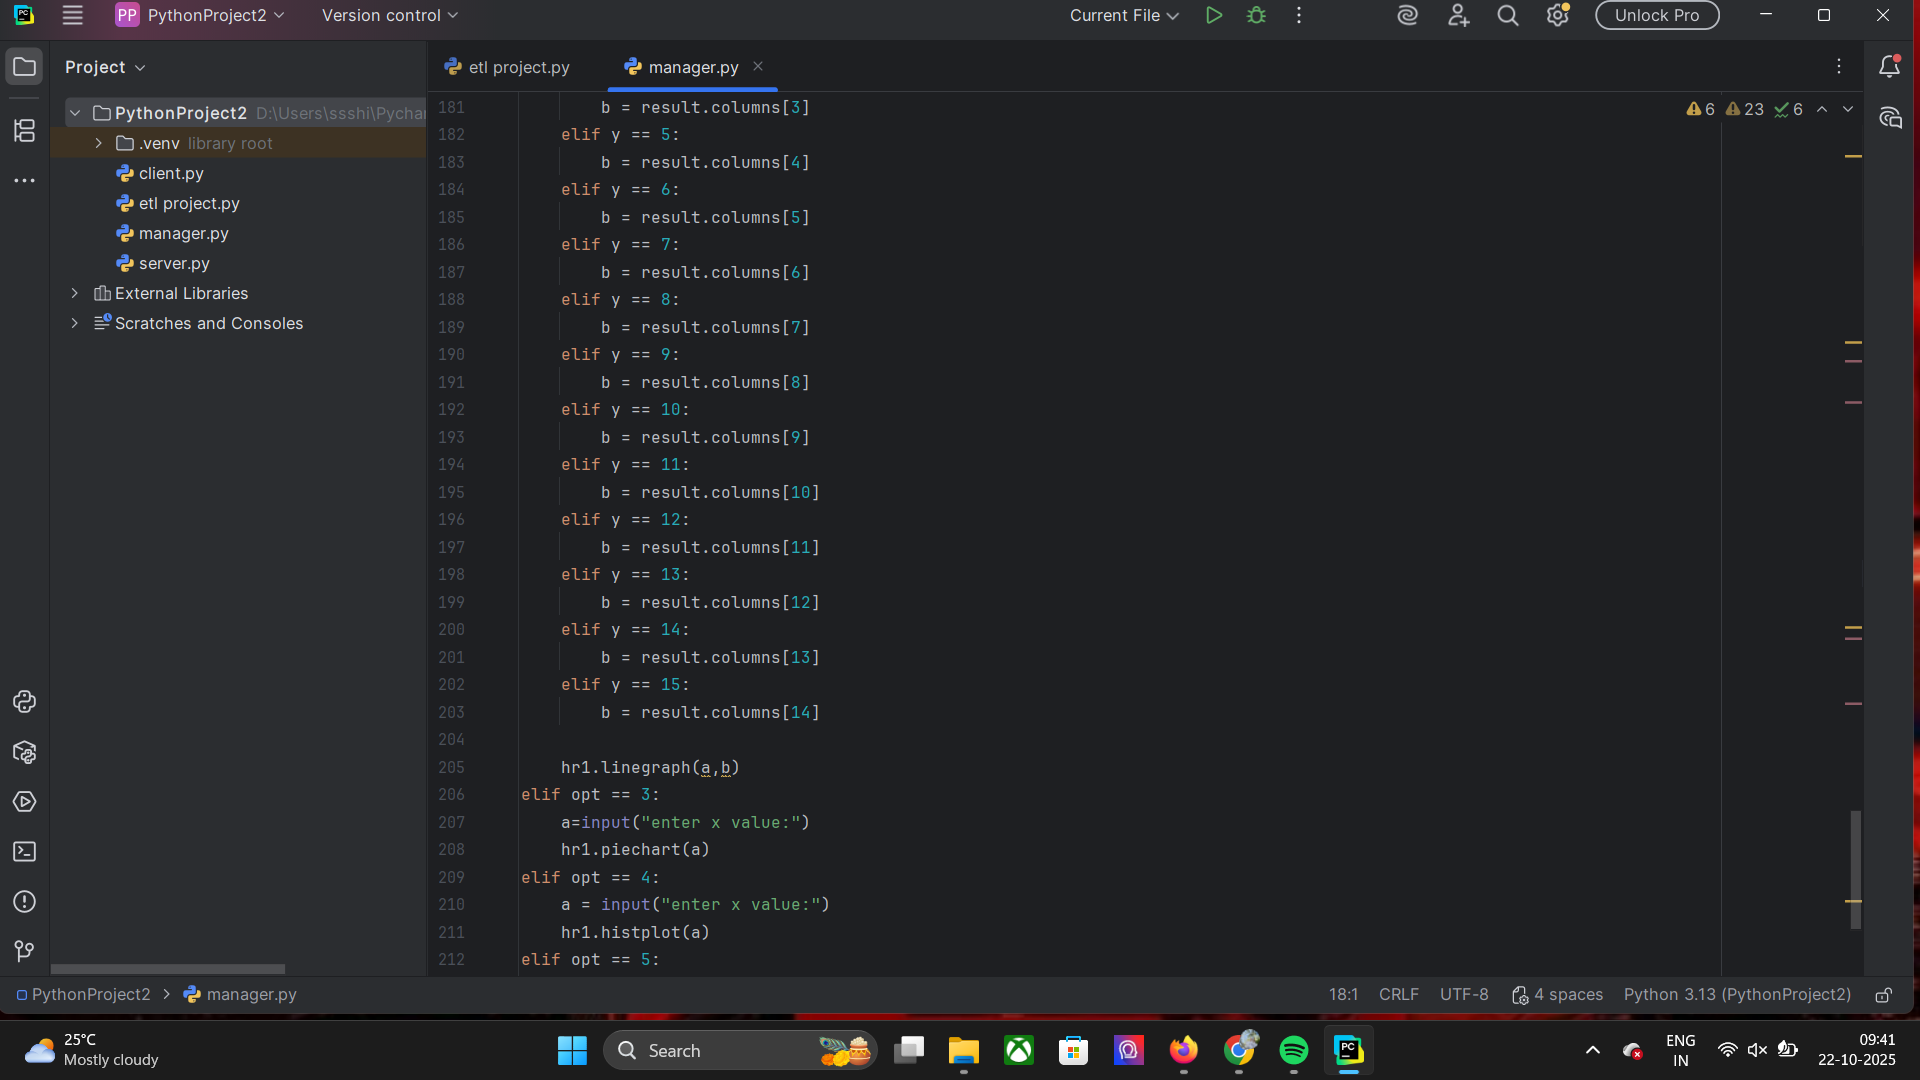 PP PythonProject2 Version control Current File Unlock Pro
Project
etl project.py manager.py
PythonProject2 D:\Users\ssshi\Pychar
.venv library root
client.py
etl project.py
manager.py
server.py
External Libraries
Scratches and Consoles
6 23 6
181 b = result.columns[3]
182 elif y == 5:
183 b = result.columns[4]
184 elif y == 6:
185 b = result.columns[5]
186 elif y == 7:
187 b = result.columns[6]
188 elif y == 8:
189 b = result.columns[7]
190 elif y == 9:
191 b = result.columns[8]
192 elif y == 10:
193 b = result.columns[9]
194 elif y == 11:
195 b = result.columns[10]
196 elif y == 12:
197 b = result.columns[11]
198 elif y == 13:
199 b = result.columns[12]
200 elif y == 14:
201 b = result.columns[13]
202 elif y == 15:
203 b = result.columns[14]
204
205 hr1.linegraph(a,b)
206 elif opt == 3:
207 a=input("enter x value:")
208 hr1.piechart(a)
209 elif opt == 4:
210 a = input("enter x value:")
211 hr1.histplot(a)
212 elif opt == 5:
PythonProject2 > manager.py 18:1 CRLF UTF-8 4 spaces Python 3.13 (PythonProject2)
25°C
Mostly cloudy
Search
ENG
IN
09:41
22-10-2025